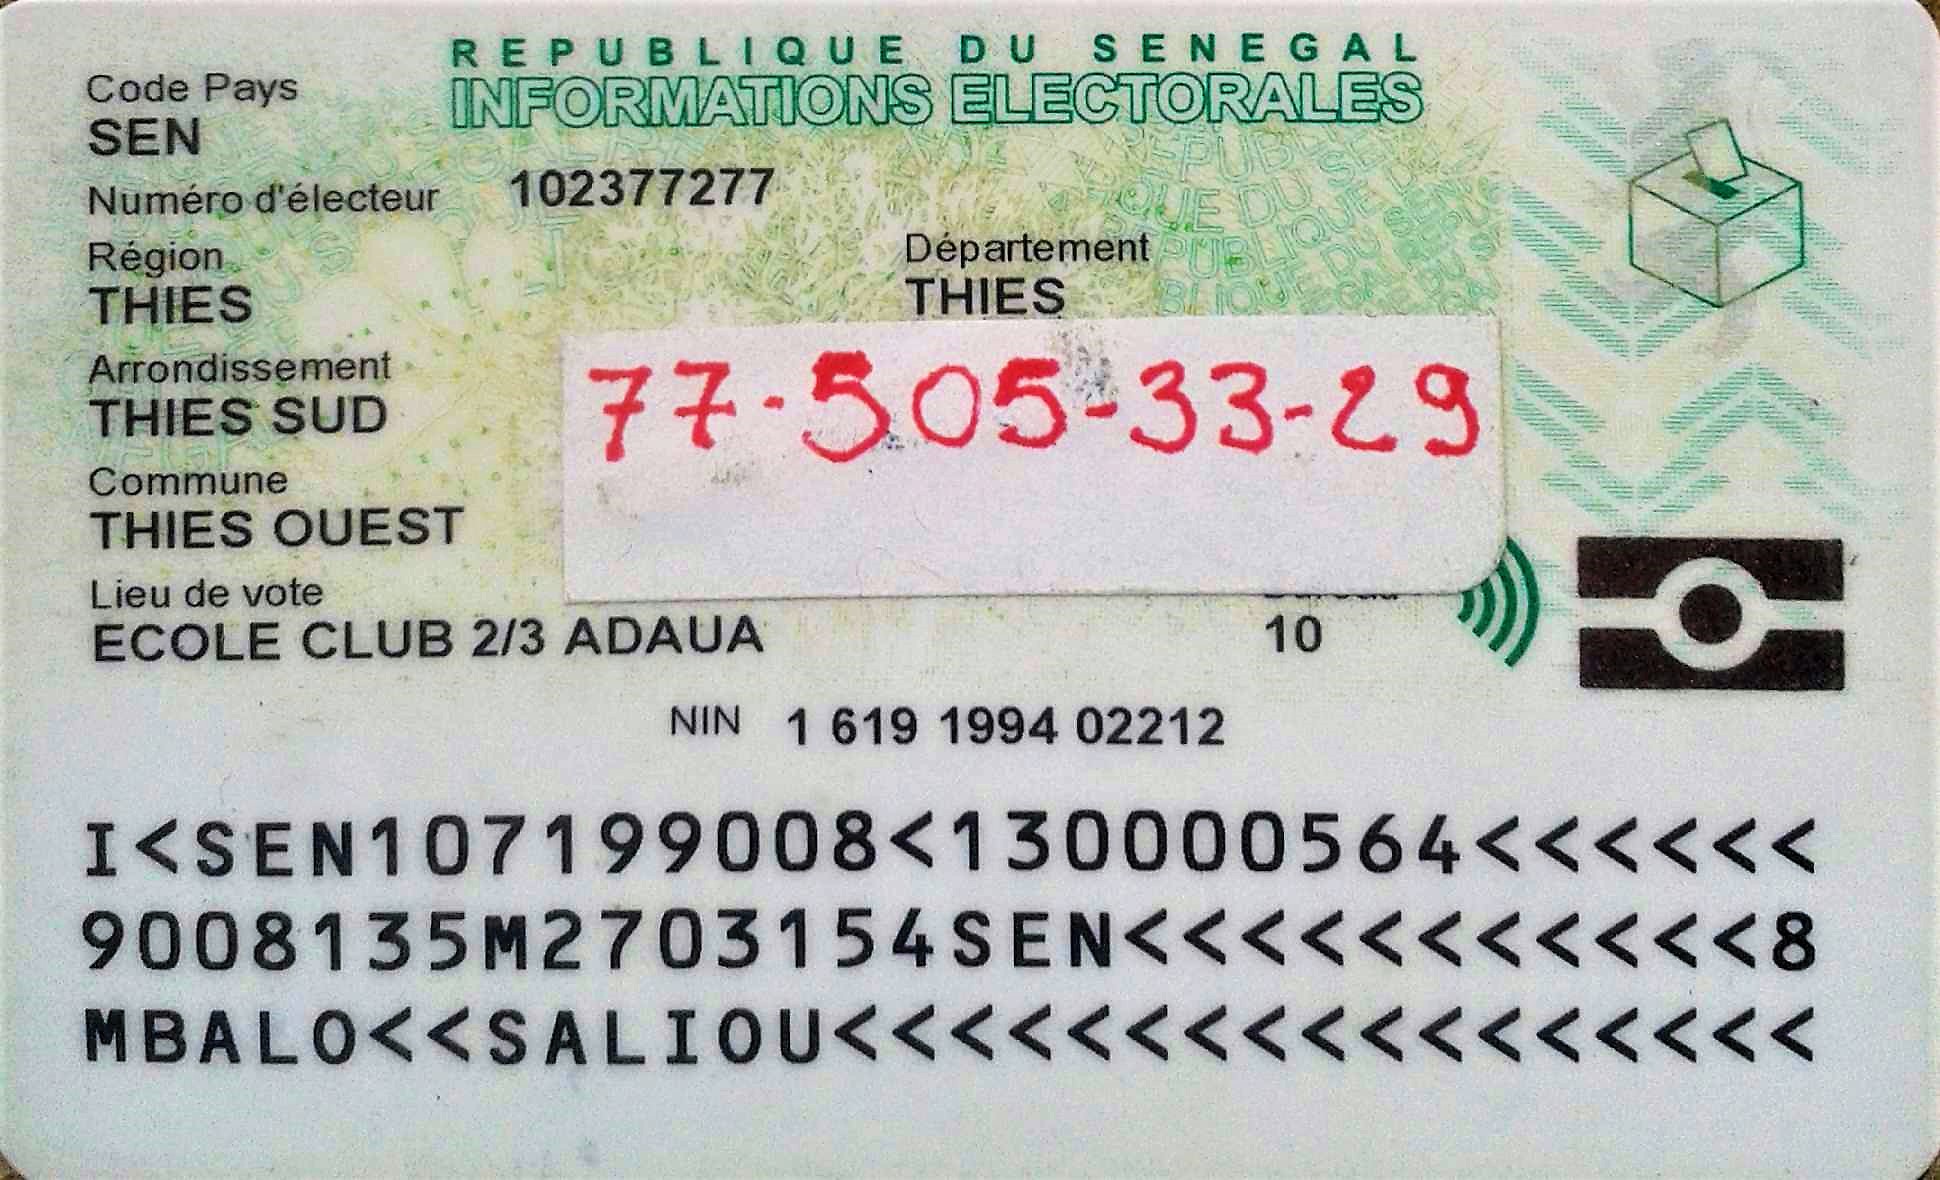 REPUBLIQUE DU SENEGAL
INFORMATIONS ELECTORALES
Code Pays
SEN
Numéro d'électeur 102377277
Région
THIES
Département
THIES
Arrondissement
THIES SUD
77-505-33-29
Commune
THIES OUEST
Lieu de vote
ECOLE CLUB 2/3 ADAUA
10
NIN 1 619 1994 02212
I<SEN107199008<130000564<<<<<<
9008135M2703154SEN<<<<<<<<<<<8
MBALO<<SALIOU<<<<<<<<<<<<<<<<<